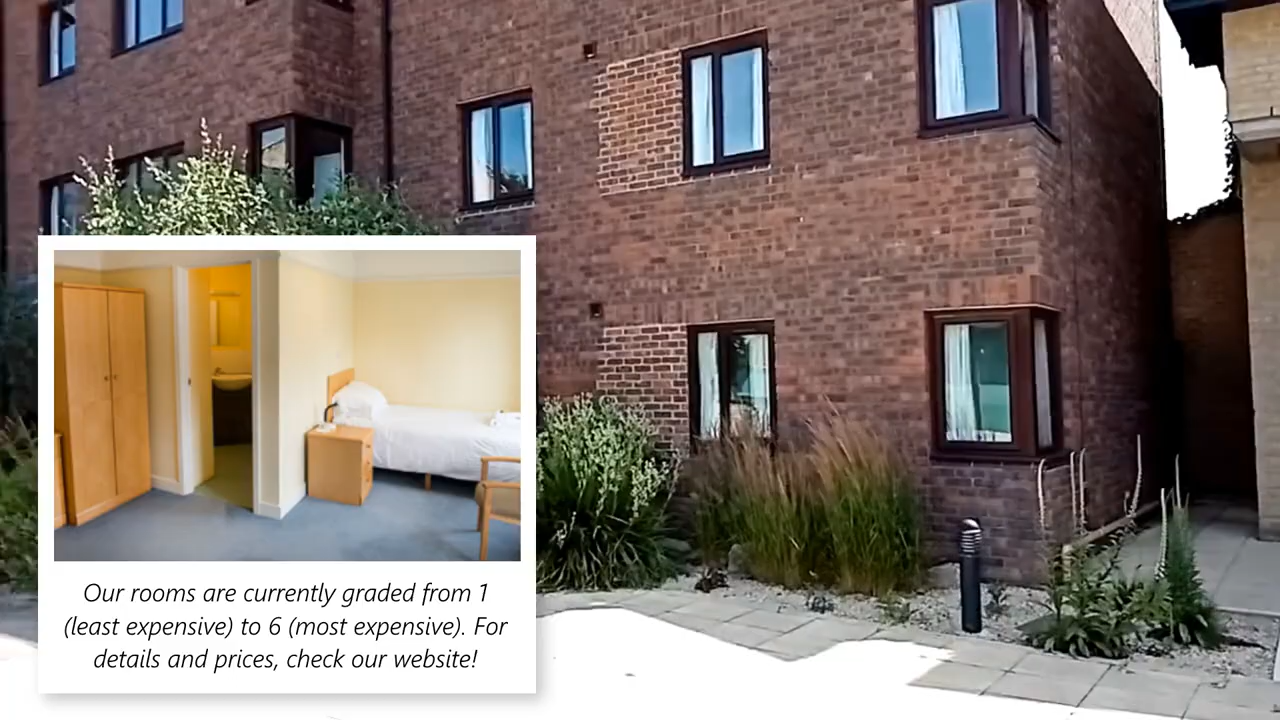 Our rooms are currently graded from 1
(least expensive) to 6 (most expensive). For
details and prices, check our website!